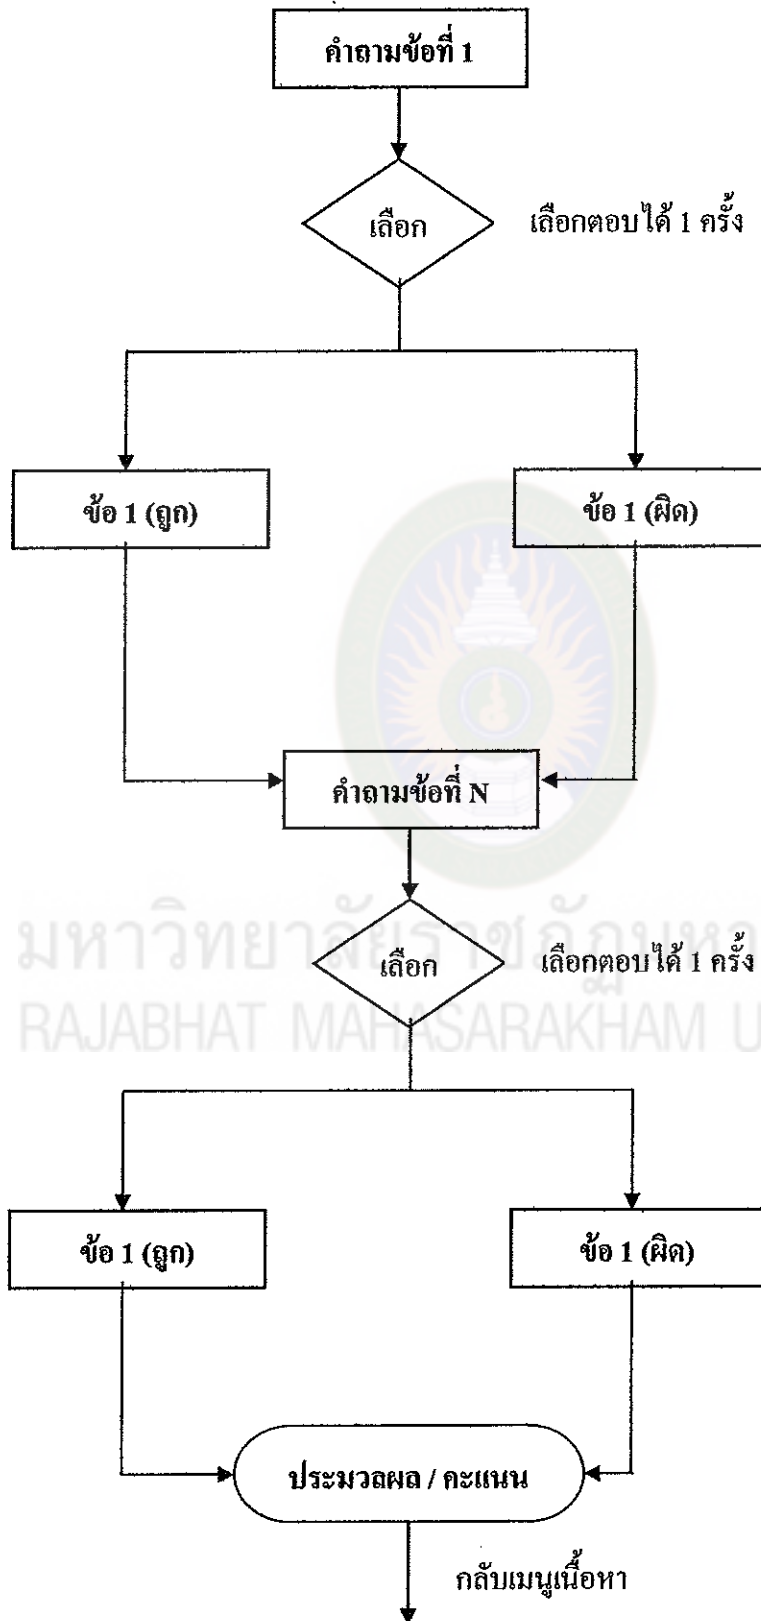 คำถามข้อที่ 1
เลือก
เลือกตอบได้ 1 ครั้ง
ข้อ 1 (ถูก)
ข้อ 1 (ผิด)
คำถามข้อที่ N
เลือก
เลือกตอบได้ 1 ครั้ง
มหาวิทยาลัยราชภัฏมหา
RAJABHAT MAHASARAKHAM U
ข้อ 1 (ถูก)
ข้อ 1 (ผิด)
ประมวลผล / คะแนน
กลับเมนูเนื้อหา